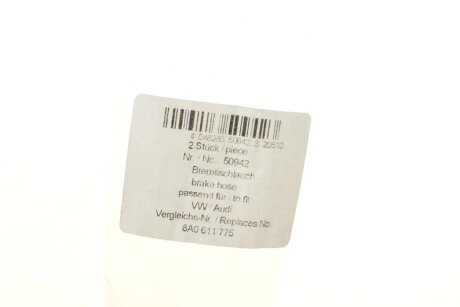 4 046283 50942 3 20510
2 Stück / piece
Nr. / No. 50942
Bremsschlauch
brake hose
passend für / to fit
VW / Audi
Vergleichs-Nr. / Replaces No.
8A0 611 775